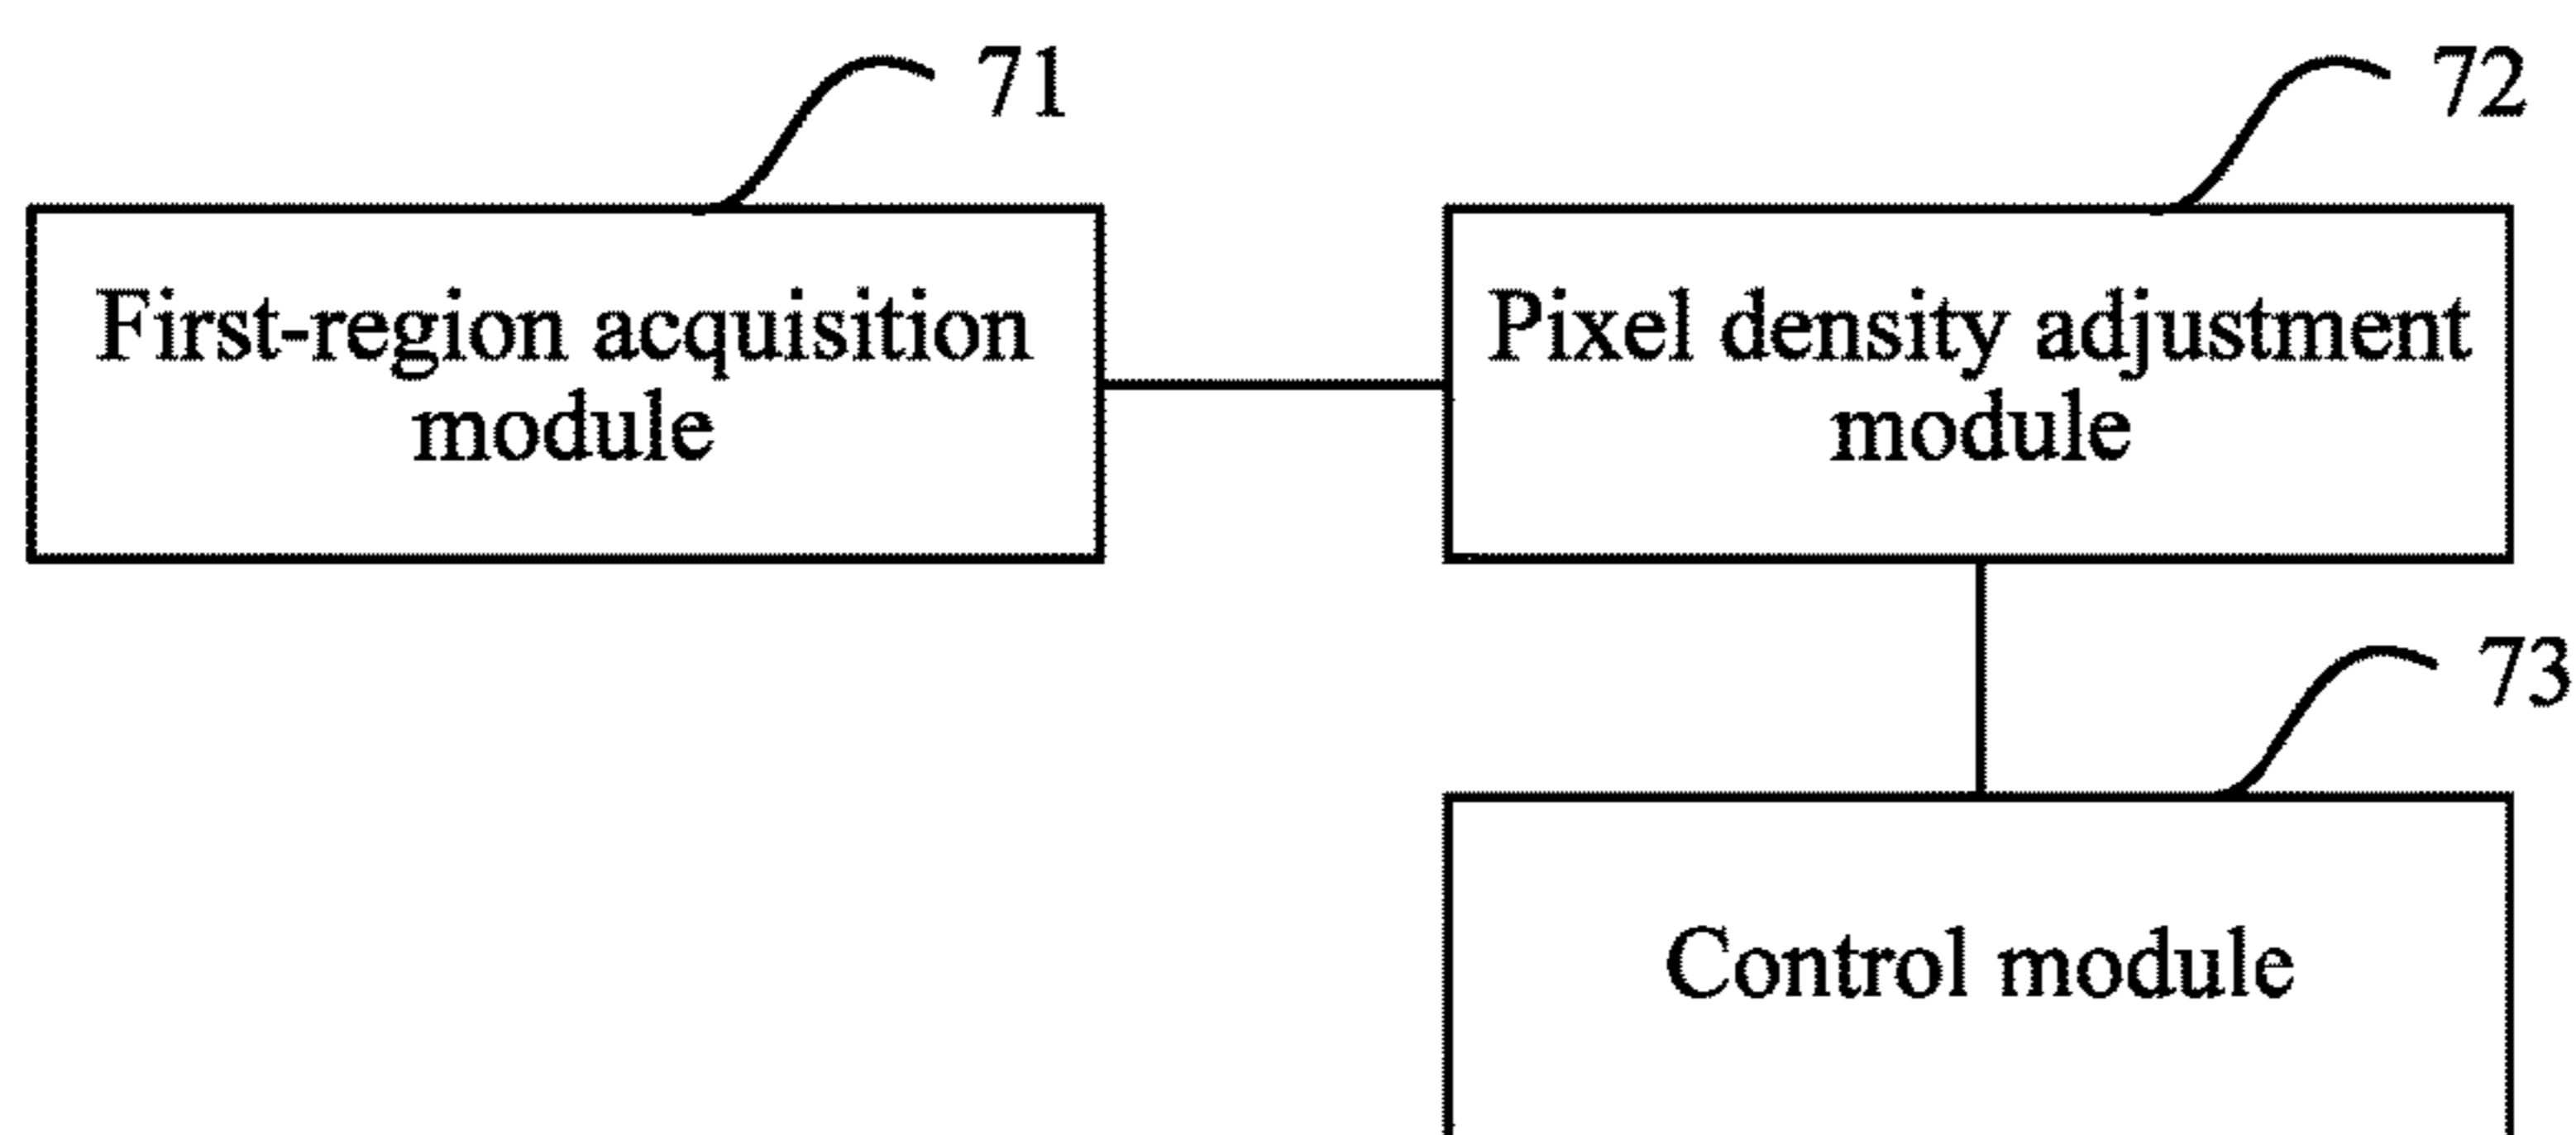 71
72
First-region acquisition
module
Pixel density adjustment
module
73
Control module